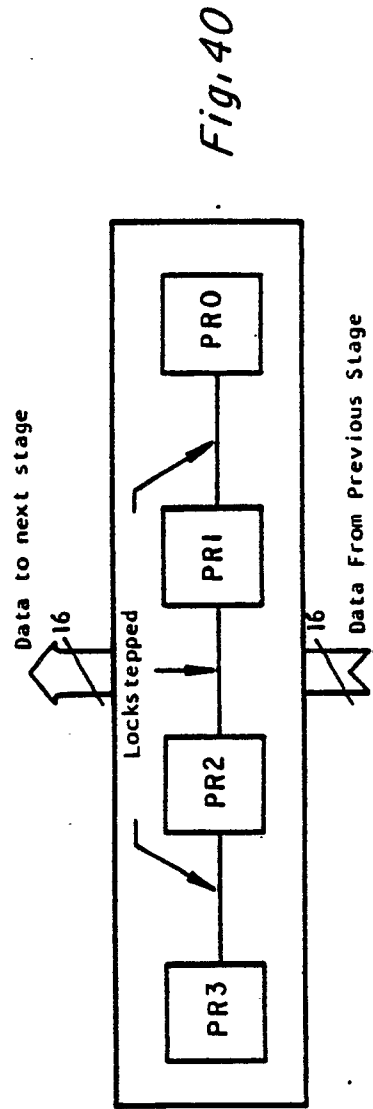 Data to next stage
16
Lockstepped
PR3
PR2
PR1
PR0
16
Data From Previous Stage
Fig. 40